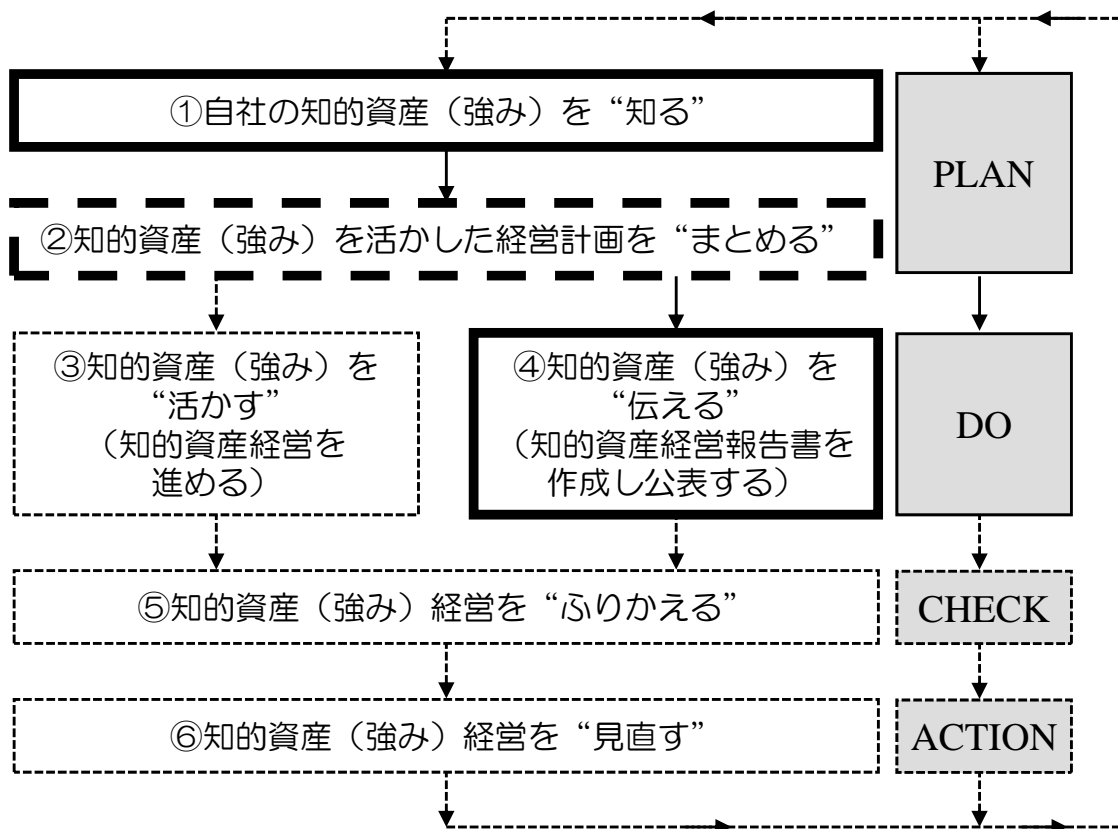 ①自社の知的資産（強み）を“知る”
PLAN
②知的資産（強み）を活かした経営計画を“まとめる”
③知的資産（強み）を
“活かす”
（知的資産経営を
進める）
④知的資産（強み）を
“伝える”
（知的資産経営報告書を
作成し公表する）
DO
⑤知的資産（強み）経営を“ふりかえる”
CHECK
⑥知的資産（強み）経営を“見直す”
ACTION